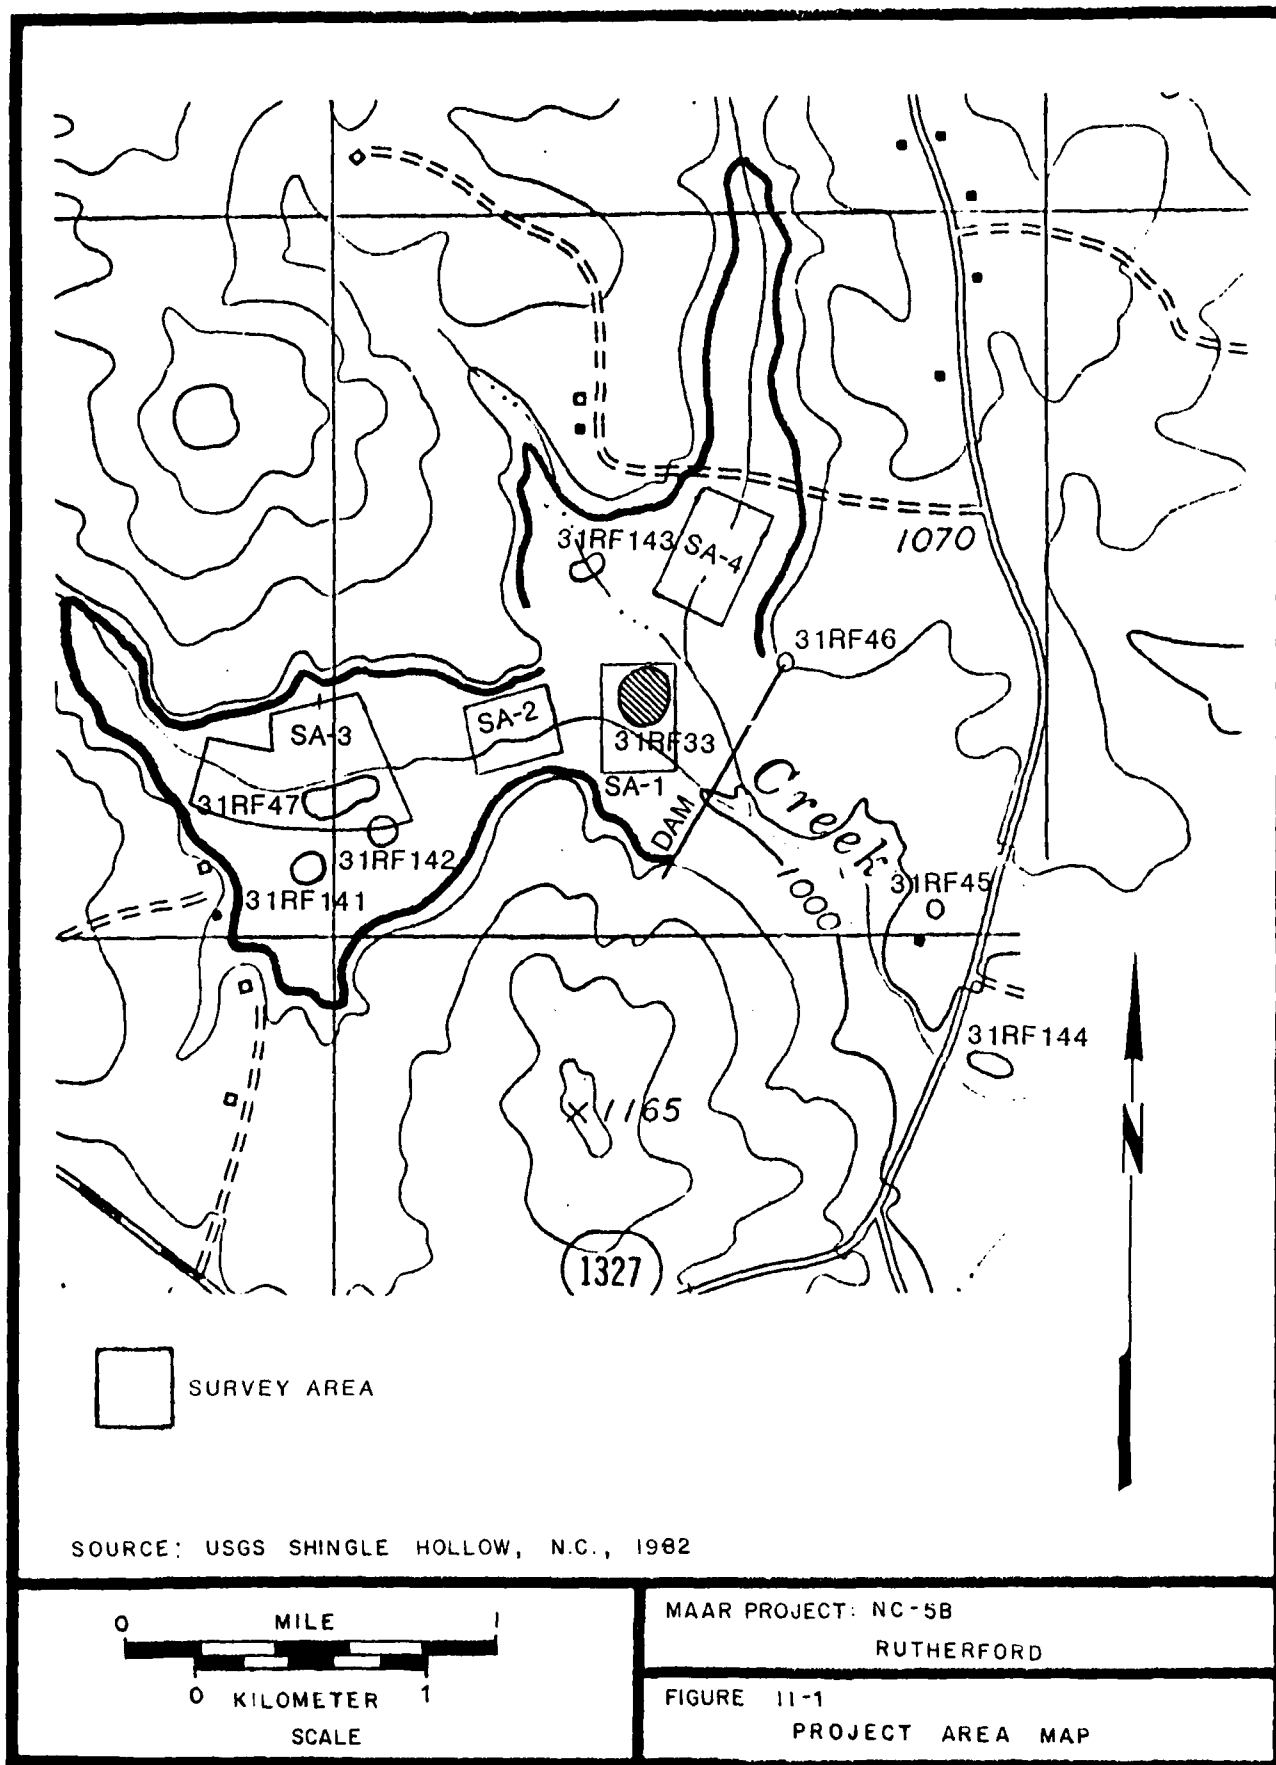 1070
31RF143
SA-4
31RF46
SA-2
SA-3
31RF33
SA-1
31RF47
DAM
Creek
31RF142
31RF141
1000
31RF45
31RF144
1165
N
1327
SURVEY AREA
SOURCE: USGS SHINGLE HOLLOW, N.C., 1982
0 MILE 1
0 KILOMETER 1
SCALE
MAAR PROJECT: NC-5B
RUTHERFORD
FIGURE II-1
PROJECT AREA MAP